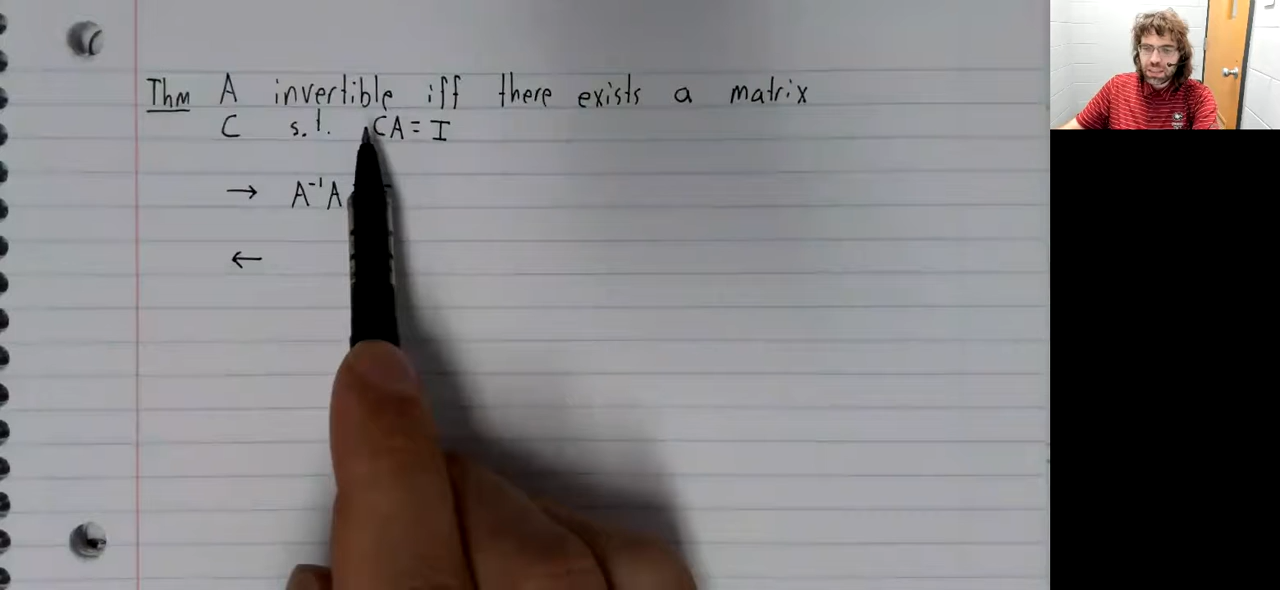 Thm A invertible iff there exists a matrix
C s.t. CA = I
→ A⁻¹A
←